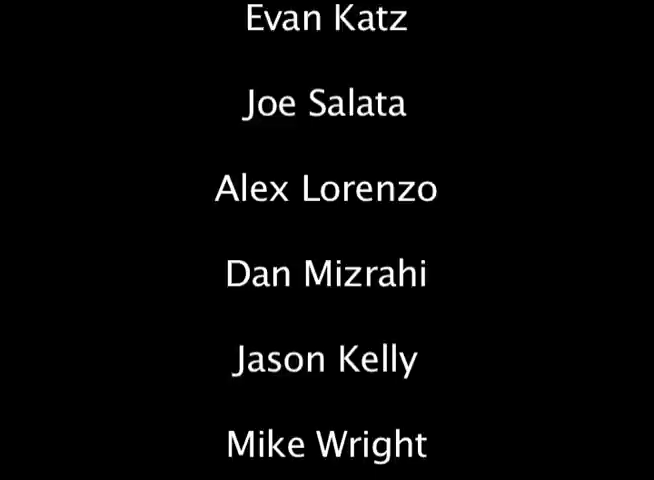 Evan Katz
Joe Salata
Alex Lorenzo
Dan Mizrahi
Jason Kelly
Mike Wright